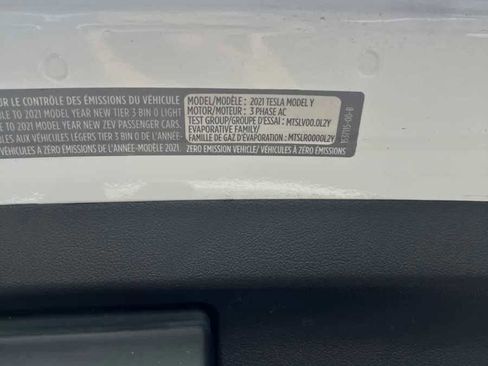 UR LE CONTRÔLE DES ÉMISSIONS DU VÉHICULE
LE TO 2021 MODEL YEAR NEW TIER 3 BIN 0 LIGHT
E TO 2021 MODEL YEAR NEW ZEV PASSENGER CARS.
AUX VÉHICULES LÉGERS TIER 3 BIN 0 DE L'ANNÉE-
S À ZÉRO ÉMISSIONS DE L'ANNÉE-MODÈLE 2021.
MODEL/MODÈLE : 2021 TESLA MODEL Y
MOTOR/MOTEUR : 3 PHASE AC
TEST GROUP/GROUPE D'ESSAI : MTSLV00.0L2Y
EVAPORATIVE FAMILY/
FAMILLE DE GAZ D'ÉVAPORATION : MTSLR0000L2Y
ZERO EMISSION VEHICLE/ VÉHICULES À ZÉRO ÉMISSIONS